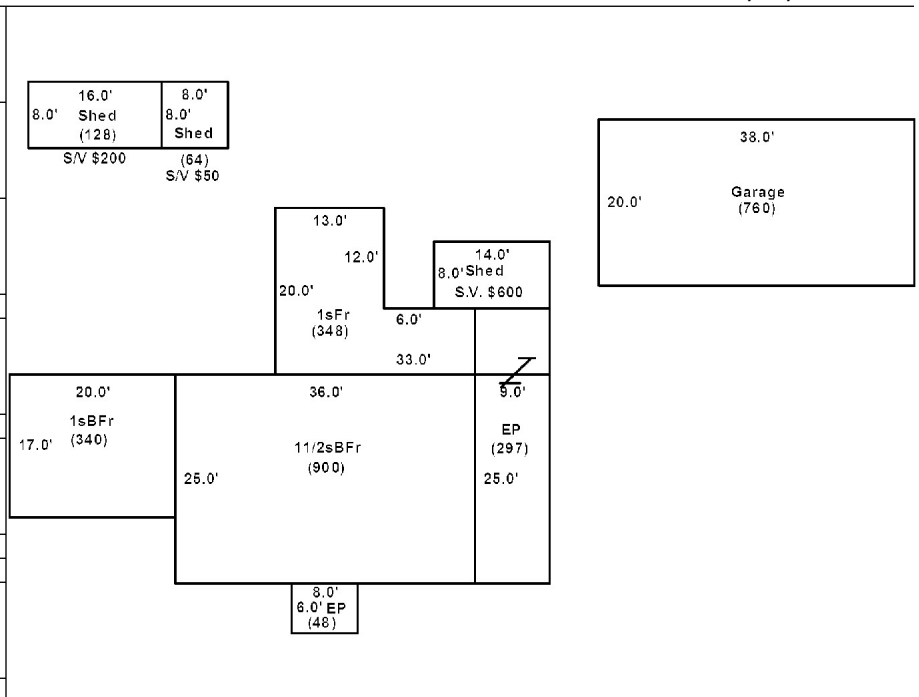 16.0'
8.0' Shed
(128)
S/V $200
8.0'
8.0'
Shed
(64)
S/V $50
38.0'
20.0'
Garage
(760)
13.0'
12.0'
20.0'
1sFr
(348)
6.0'
33.0'
14.0'
8.0' Shed
S.V. $600
20.0'
1sBFr
17.0' (340)
36.0'
11/2sBFr
(900)
25.0'
9.0'
EP
(297)
25.0'
8.0'
6.0' EP
(48)